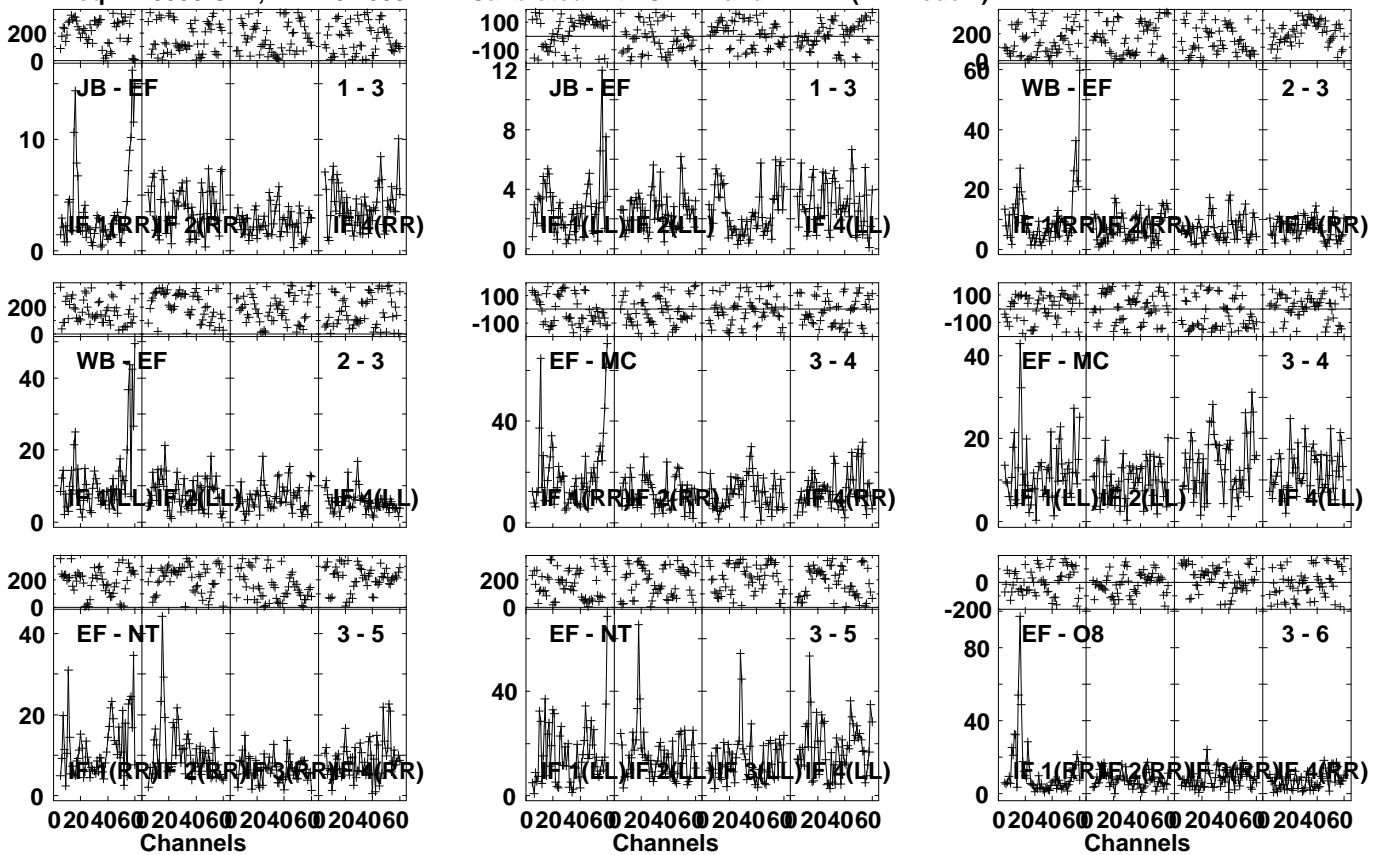 200 100 200
0 -100 0
JB - EF 1 - 3 12 JB - EF 1 - 3 60 WB - EF 2 - 3
10 8 40
4 20
0 IF 1(RR) IF 2(RR) IF 4(RR) 0 IF 1(LL) IF 2(LL) IF 4(LL) 0 IF 1(RR) IF 2(RR) IF 4(RR)
200 100 100
0 -100 -100
WB - EF 2 - 3 EF - MC 3 - 4 40 EF - MC 3 - 4
40 40
20 20
0 IF 1(LL) IF 2(LL) IF 4(LL) 0 IF 1(RR) IF 2(RR) IF 4(RR) 0 IF 1(LL) IF 2(LL) IF 4(LL)
200 200 0
0 0 -200
40 EF - NT 3 - 5 EF - NT 3 - 5 EF - O8 3 - 6
80
20 40 40
0 IF 1(RR) IF 2(RR) IF 3(RR) IF 4(RR) 0 IF 1(LL) IF 2(LL) IF 3(LL) IF 4(LL) 0 IF 1(RR) IF 2(RR) IF 3(RR) IF 4(RR)
0 20 40 60 0 20 40 60 0 20 40 60 0 20 40 60 0 20 40 60 0 20 40 60 0 20 40 60 0 20 40 60 0 20 40 60 0 20 40 60 0 20 40 60 0 20 40 60
Channels Channels Channels